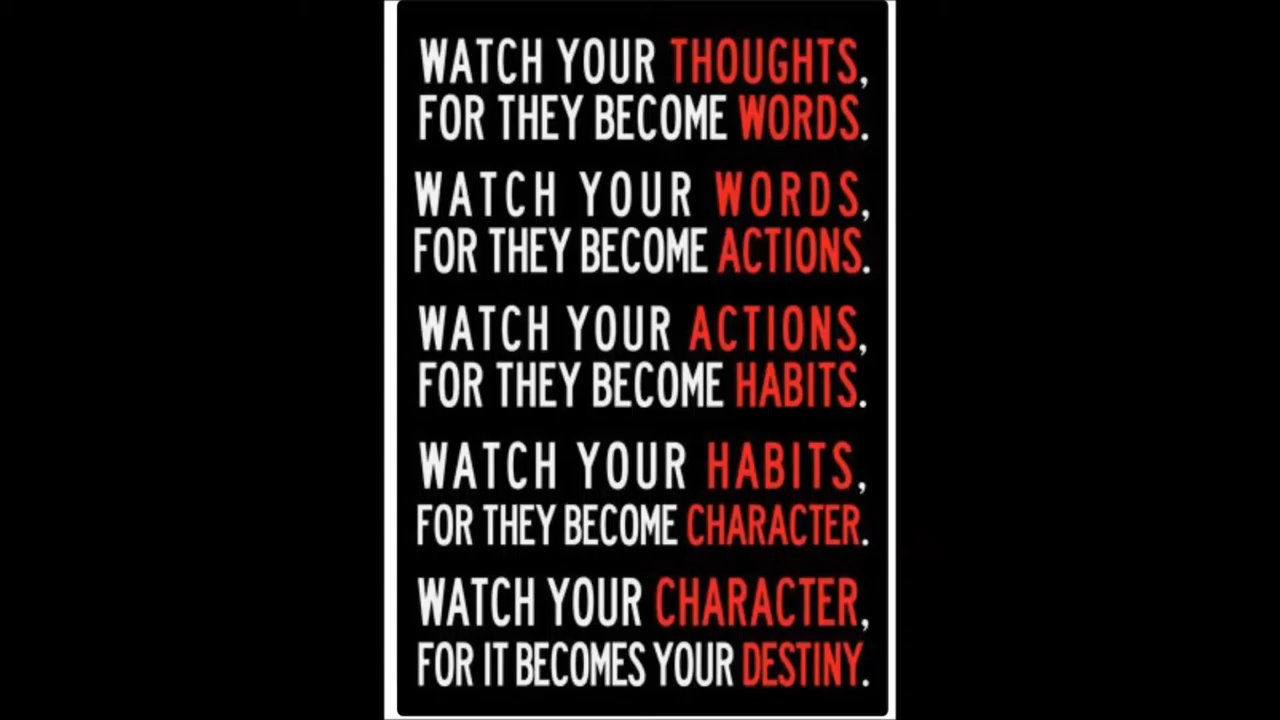 WATCH YOUR THOUGHTS,
FOR THEY BECOME WORDS.
WATCH YOUR WORDS,
FOR THEY BECOME ACTIONS.
WATCH YOUR ACTIONS,
FOR THEY BECOME HABITS.
WATCH YOUR HABITS,
FOR THEY BECOME CHARACTER.
WATCH YOUR CHARACTER,
FOR IT BECOMES YOUR DESTINY.